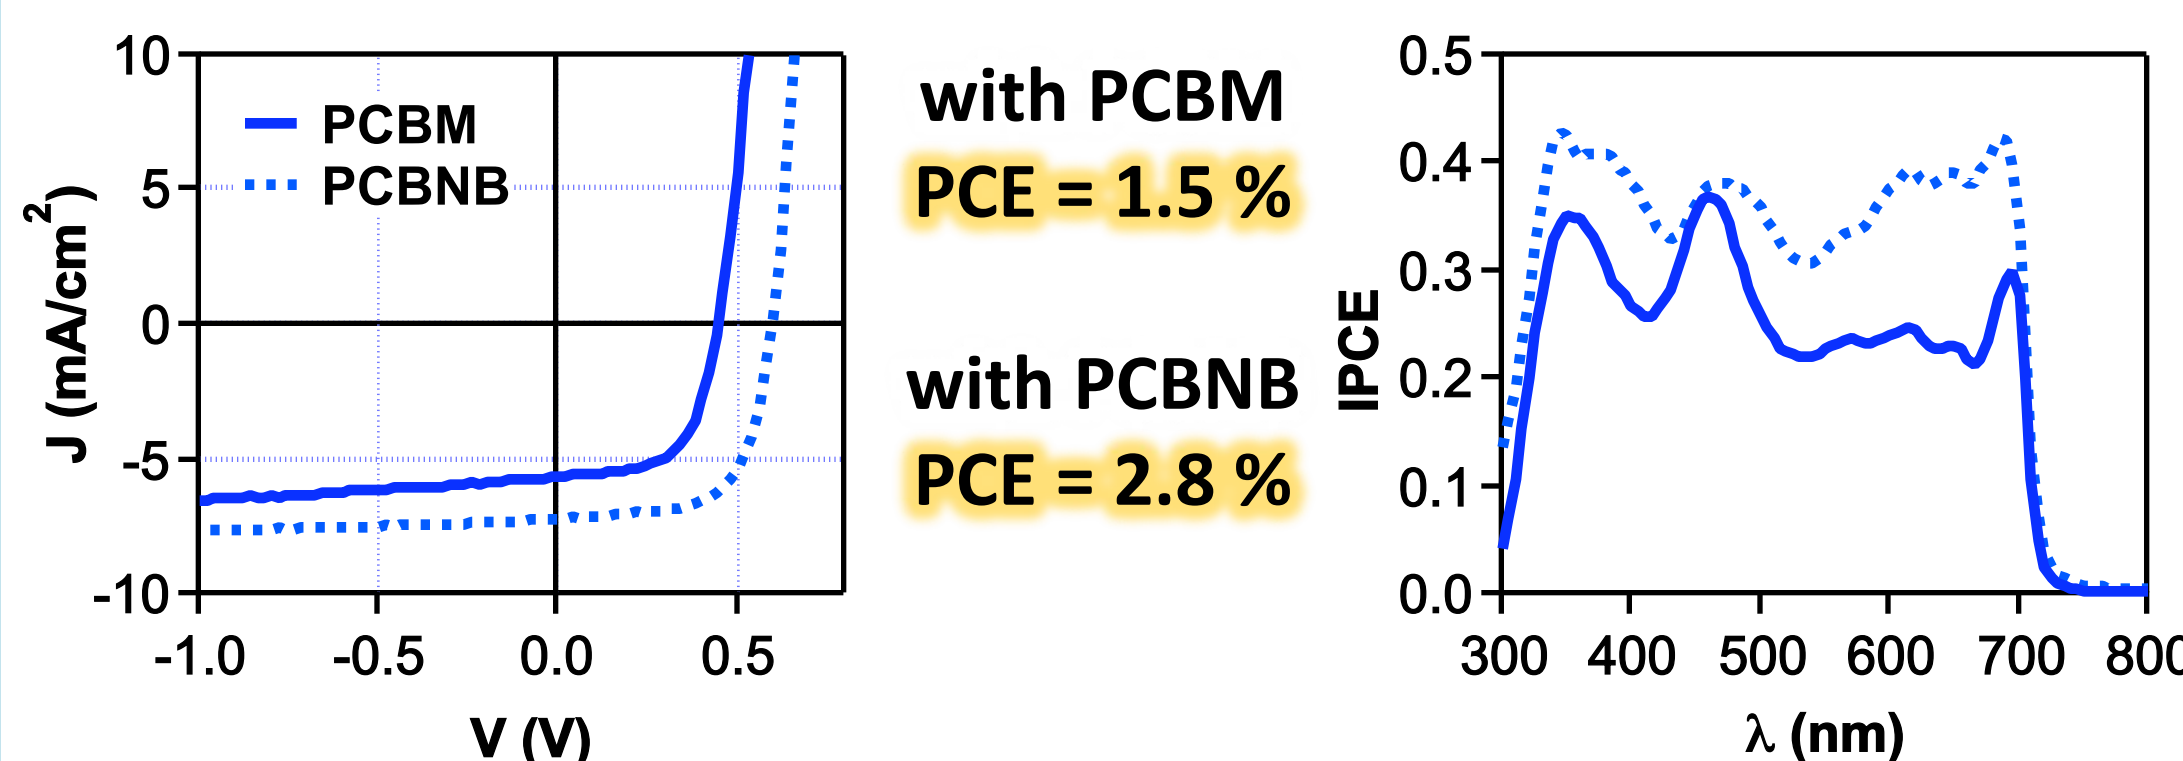 10
5
0
-5
-10
J (mA/cm²)
PCBM
PCBNB
-1.0 -0.5 0.0 0.5
V (V)
with PCBM
PCE = 1.5 %
with PCBNB
PCE = 2.8 %
0.5
0.4
0.3
0.2
0.1
0.0
IPCE
300 400 500 600 700 800
λ (nm)